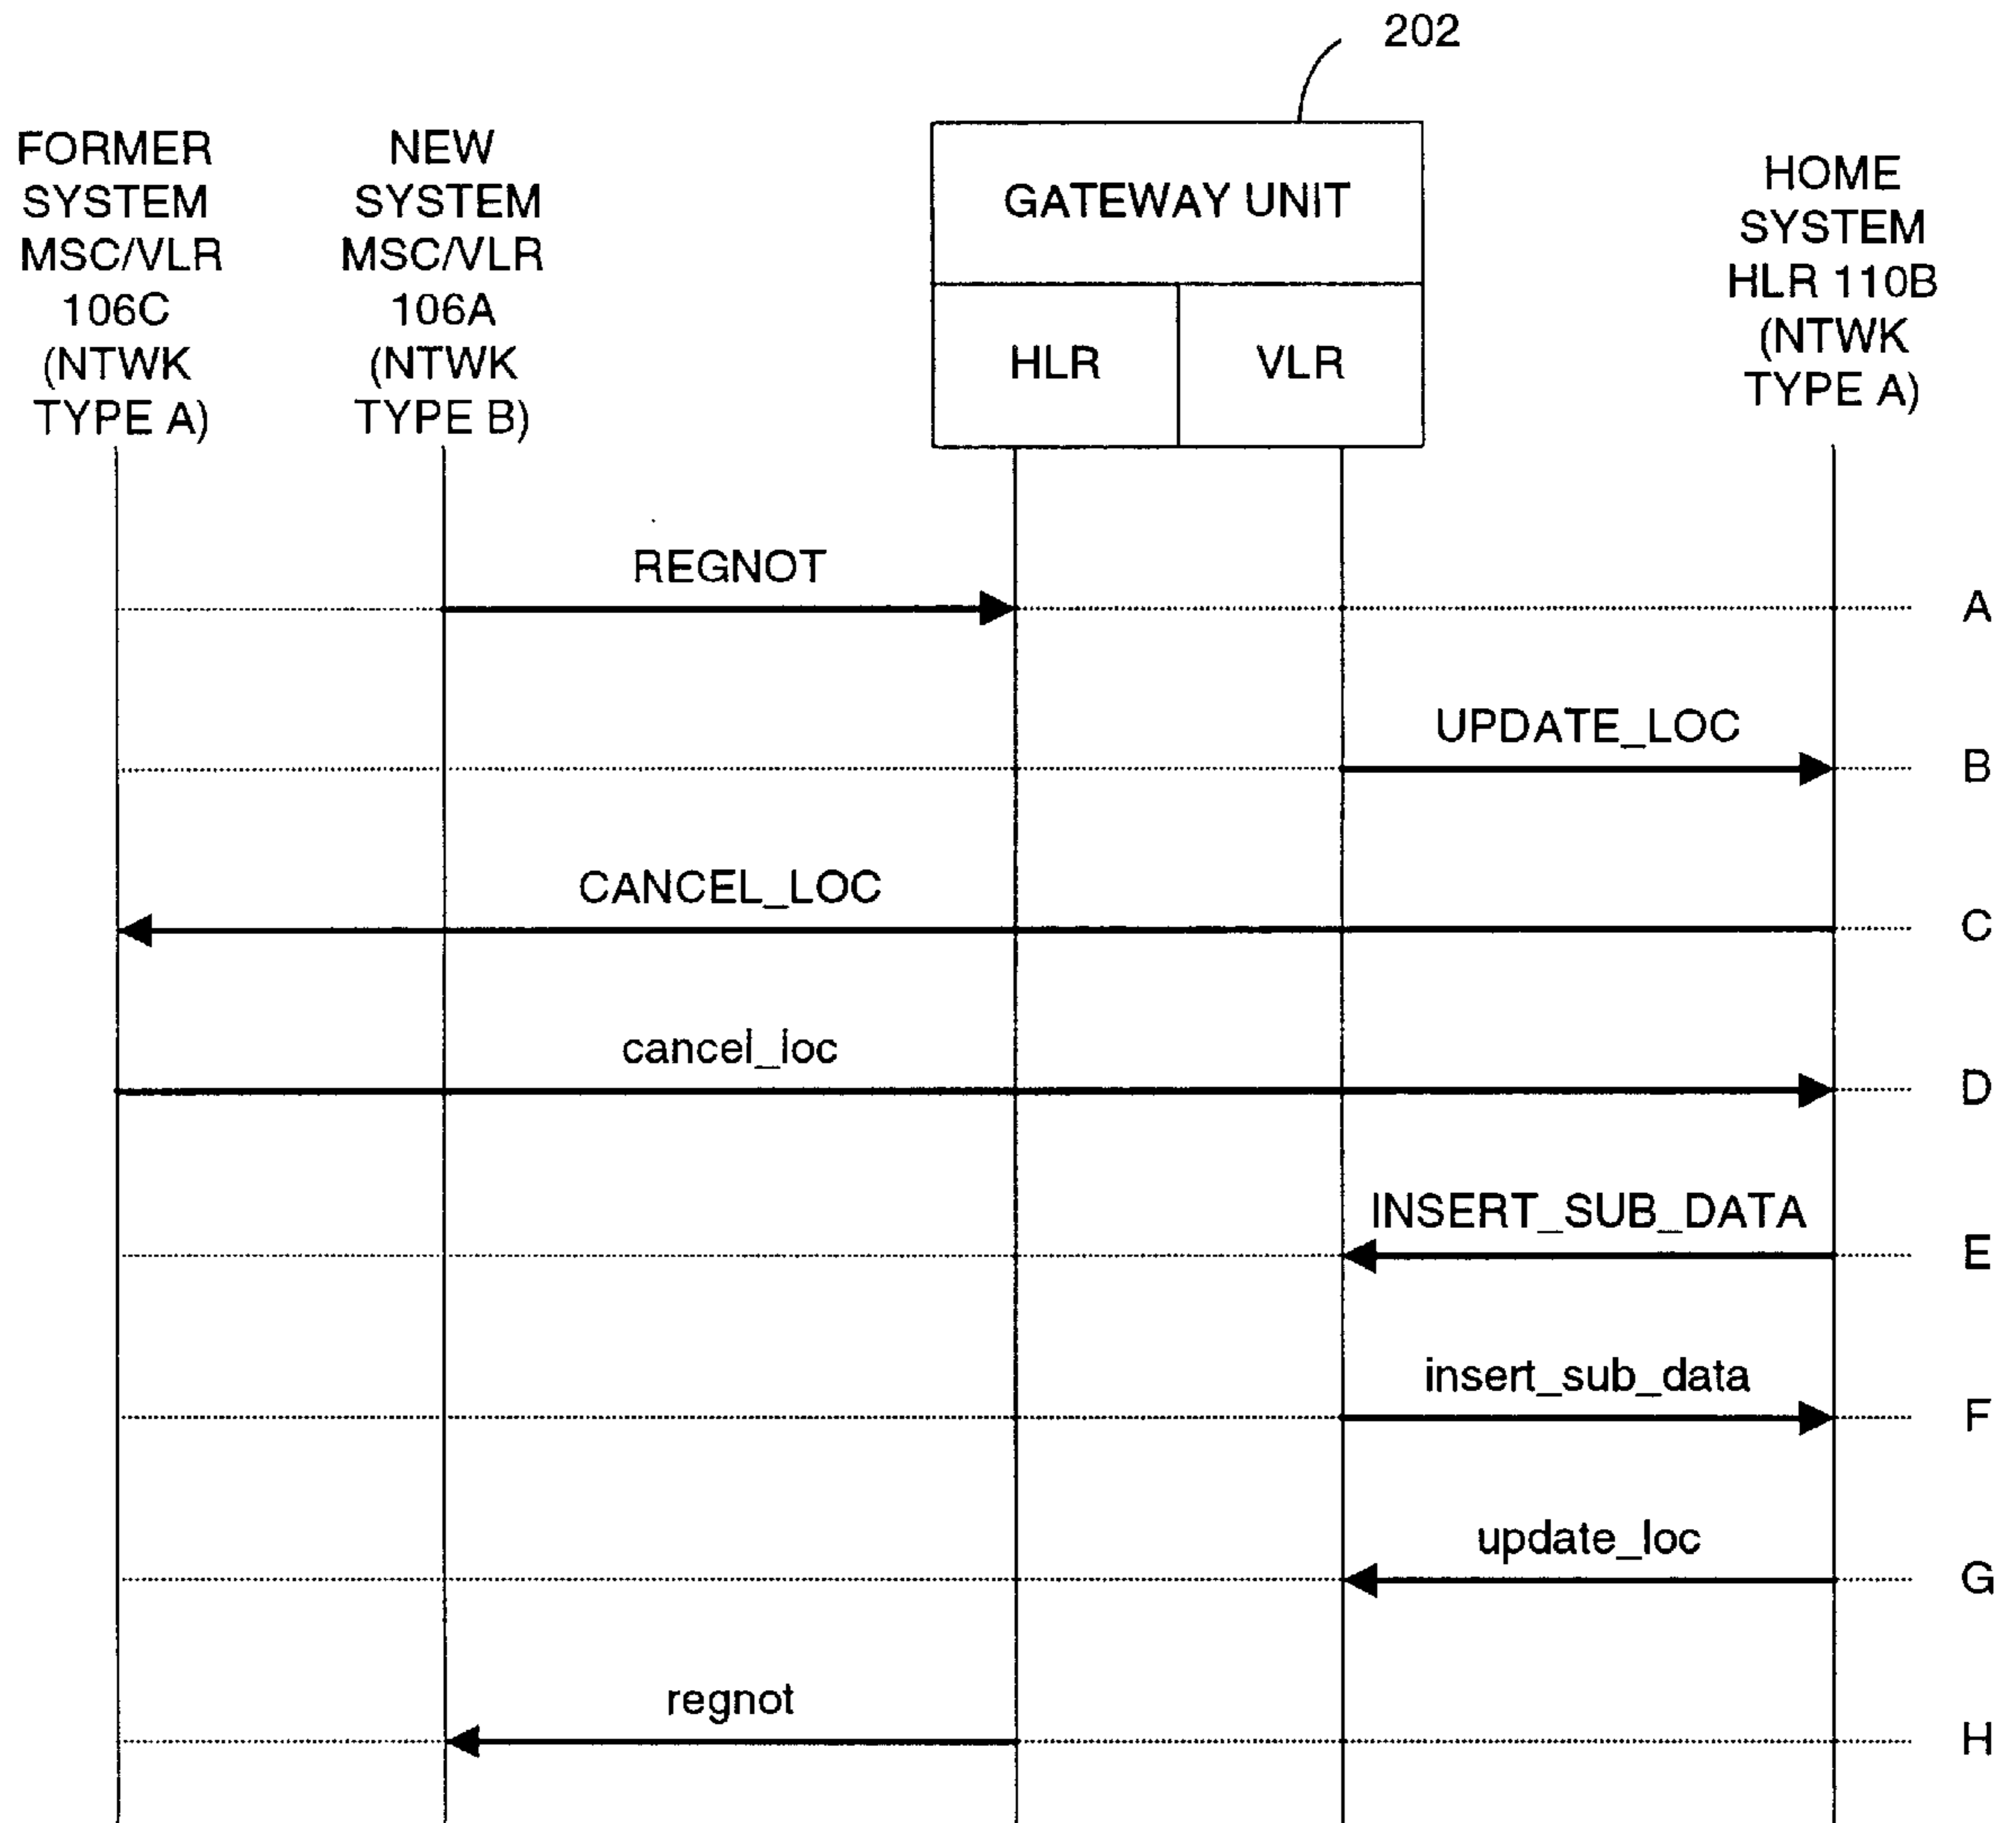 202
FORMER
SYSTEM
MSC/VLR
106C
(NTWK
TYPE A)
NEW
SYSTEM
MSC/VLR
106A
(NTWK
TYPE B)
GATEWAY UNIT
HLR
VLR
HOME
SYSTEM
HLR 110B
(NTWK
TYPE A)
REGNOT
A
UPDATE_LOC
B
CANCEL_LOC
C
cancel_loc
D
INSERT_SUB_DATA
E
insert_sub_data
F
update_loc
G
regnot
H